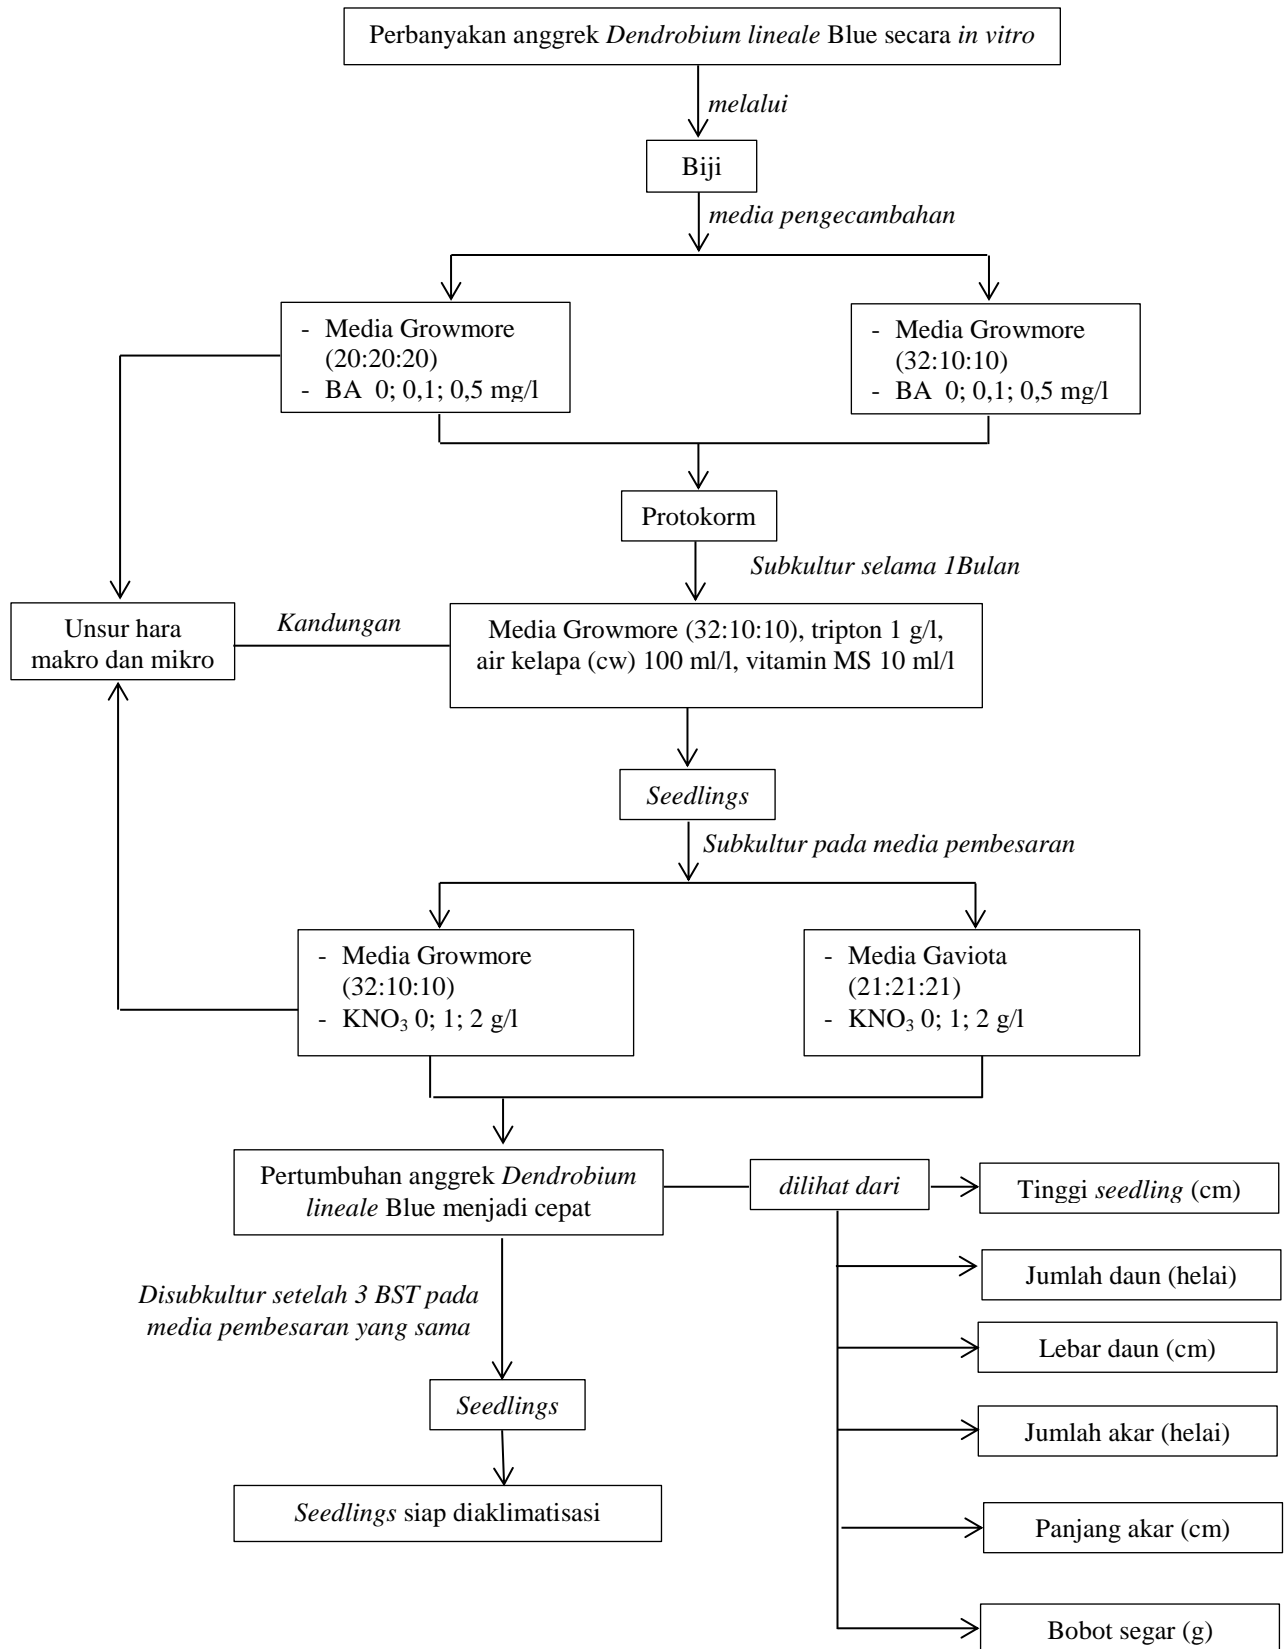 Perbanyakan anggrek Dendrobium lineale Blue secara in vitro
melalui
Biji
media pengecambahan
- Media Growmore
(20:20:20)
- BA 0; 0,1; 0,5 mg/l
- Media Growmore
(32:10:10)
- BA 0; 0,1; 0,5 mg/l
Protokorm
Subkultur selama 1Bulan
Unsur hara
makro dan mikro
Kandungan
Media Growmore (32:10:10), tripton 1 g/l,
air kelapa (cw) 100 ml/l, vitamin MS 10 ml/l
Seedlings
Subkultur pada media pembesaran
- Media Growmore
(32:10:10)
- KNO₃ 0; 1; 2 g/l
- Media Gaviota
(21:21:21)
- KNO₃ 0; 1; 2 g/l
Pertumbuhan anggrek Dendrobium
lineale Blue menjadi cepat
dilihat dari
Tinggi seedling (cm)
Jumlah daun (helai)
Disubkultur setelah 3 BST pada
media pembesaran yang sama
Lebar daun (cm)
Seedlings
Jumlah akar (helai)
Seedlings siap diaklimatisasi
Panjang akar (cm)
Bobot segar (g)